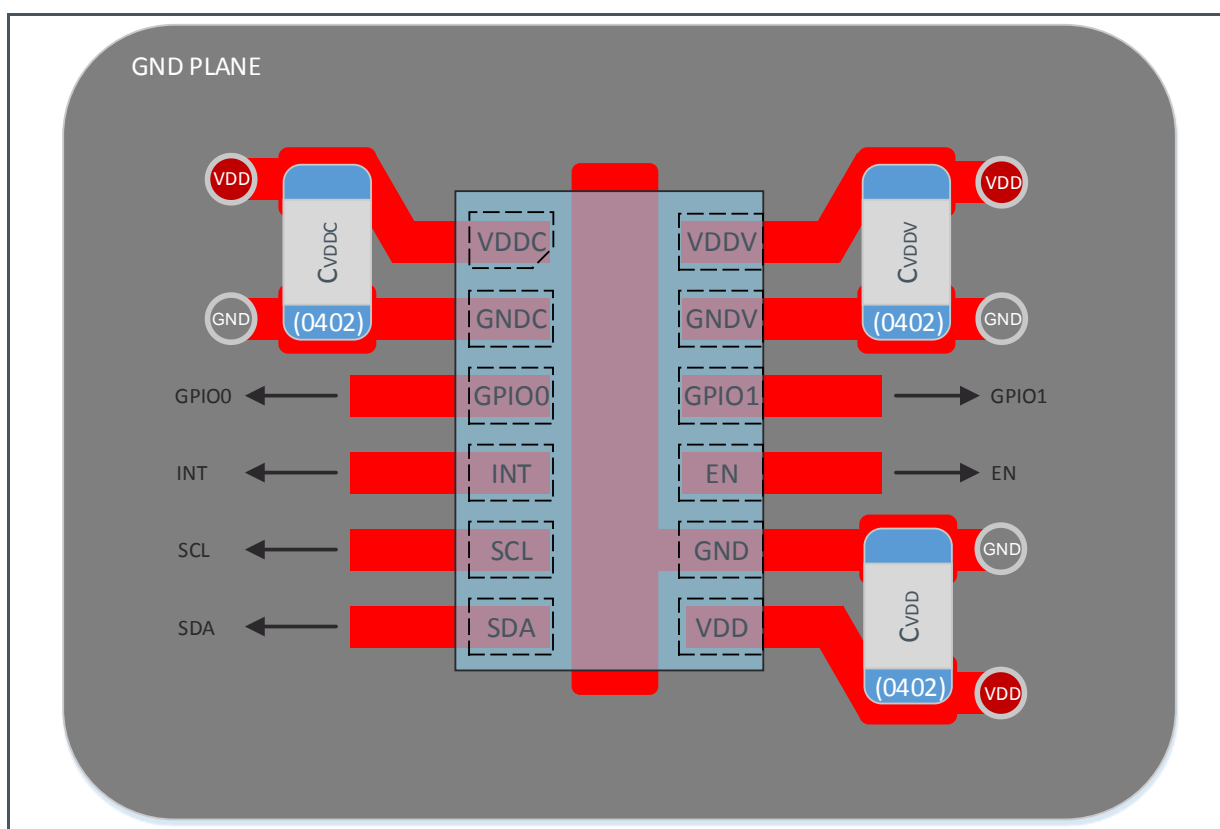 GND PLANE
VDD
VDD
CVDDC
VDDC
VDDV
CVDDV
GND
(0402)
GNDC
GNDV
(0402)
GND
GPIO0
GPIO0
GPIO1
GPIO1
INT
INT
EN
EN
SCL
SCL
GND
GND
CVDD
SDA
SDA
VDD
(0402)
VDD